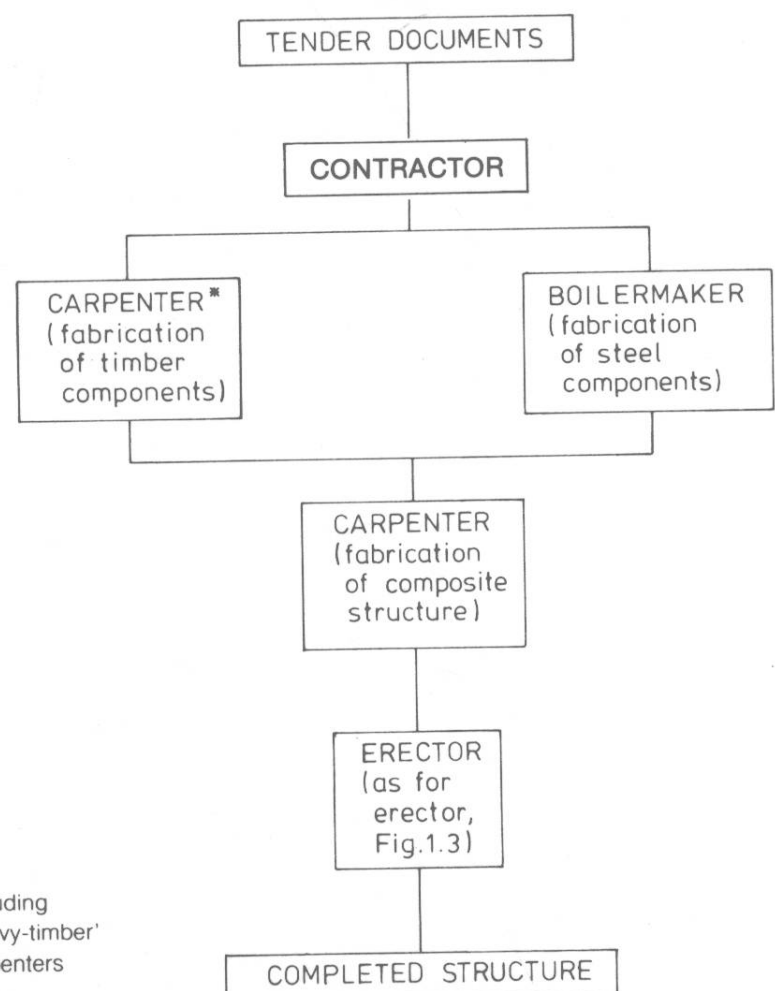 TENDER DOCUMENTS
CONTRACTOR
CARPENTER*
(fabrication
of timber
components)
BOILERMAKER
(fabrication
of steel
components)
CARPENTER
(fabrication
of composite
structure)
ERECTOR
(as for
erector,
Fig.1.3)
COMPLETED STRUCTURE